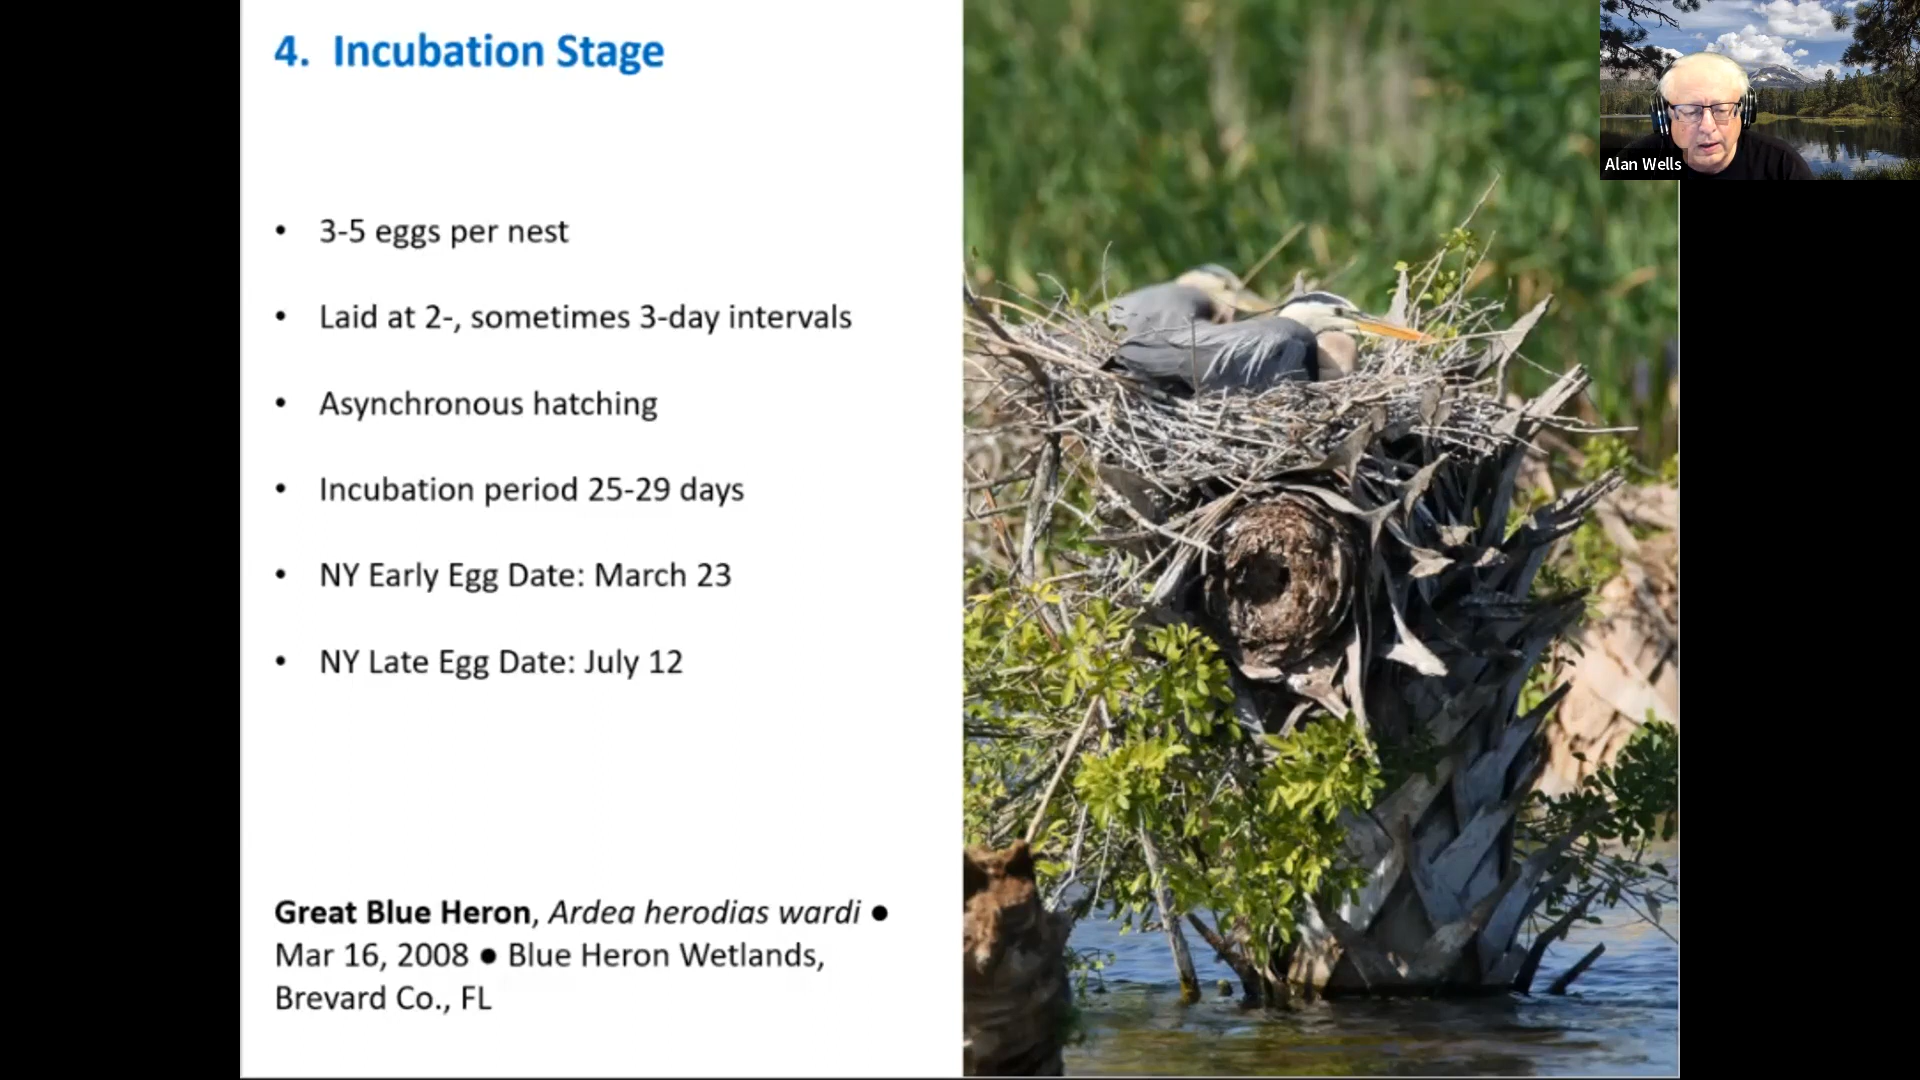 4. Incubation Stage
• 3-5 eggs per nest
• Laid at 2-, sometimes 3-day intervals
• Asynchronous hatching
• Incubation period 25-29 days
• NY Early Egg Date: March 23
• NY Late Egg Date: July 12
Great Blue Heron, Ardea herodias wardi ●
Mar 16, 2008 ● Blue Heron Wetlands,
Brevard Co., FL
Alan Wells